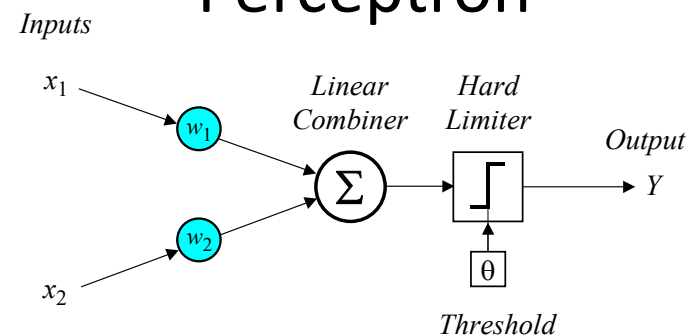 Perceptron
Inputs
x1
w1
Linear
Combiner
Hard
Limiter
Output
Σ
Y
w2
θ
x2
Threshold